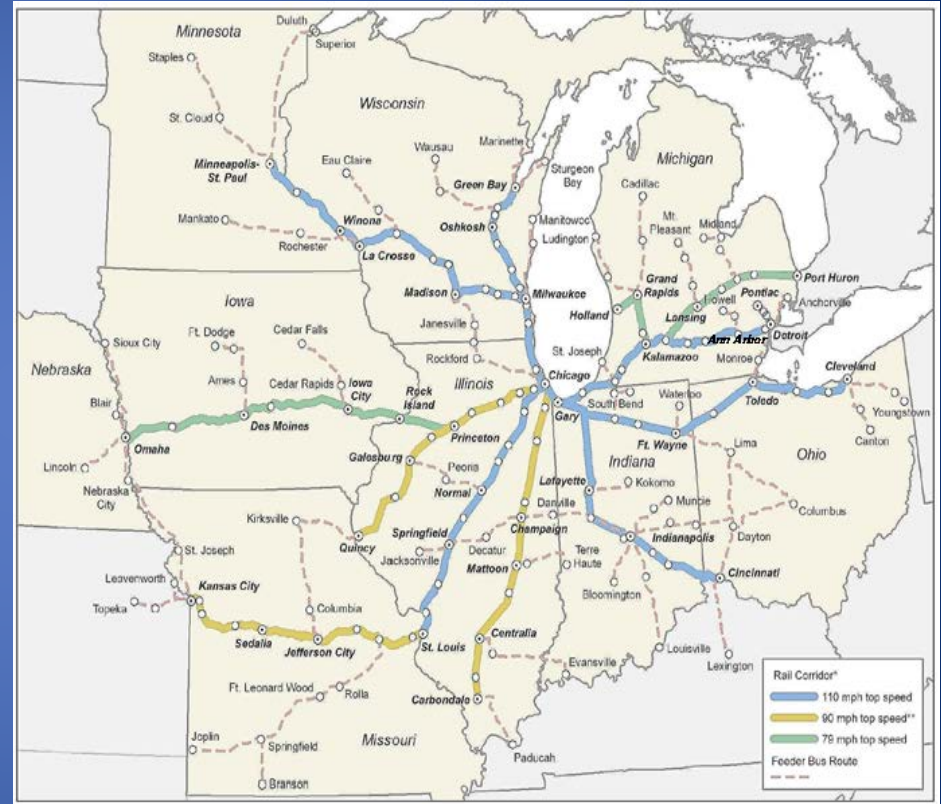 Duluth
Minnesota
Superior
Staples
Wisconsin
St. Cloud
Marinette
Wausau
Eau Claire
Michigan
Minneapolis-
St. Paul
Sturgeon
Bay
Green Bay
Cadillac
Mankato
Winona
Manitowoc
Mt.
Pleasant
Midland
Oshkosh
Ludington
Rochester
La Crosse
Grand
Rapids
Port Huron
Pontiac
Madison
Milwaukee
Howell
Anchorville
Iowa
Holland
Lansing
Janesville
Detroit
Ann Arbor
Ft. Dodge
Cedar Falls
Sioux City
Rockford
St. Joseph
Kalamazoo
Monroe
Cleveland
Nebraska
Chicago
Illinois
Ames
Cedar Rapids
Iowa
City
Rock
Island
South Bend
Waterloo
Toledo
Blair
Gary
Youngstown
Des Moines
Princeton
Ft. Wayne
Canton
Omaha
Lima
Galesburg
Indiana
Ohio
Lincoln
Peoria
Lafayette
Kokomo
Nebraska
City
Normal
Muncie
Danville
Columbus
Kirksville
Springfield
Champaign
Indianapolis
Dayton
Quincy
Decatur
Terre
Haute
St. Joseph
Jacksonville
Mattoon
Cincinnati
Leavenworth
Kansas City
Bloomington
Topeka
Columbia
Centralia
Sedalia
Jefferson City
St. Louis
Louisville
Lexington
Evansville
Ft. Leonard Wood
Rolla
Carbondale
Joplin
Missouri
Springfield
Paducah
Branson
Rail Corridor*
110 mph top speed
90 mph top speed**
79 mph top speed
Feeder Bus Route